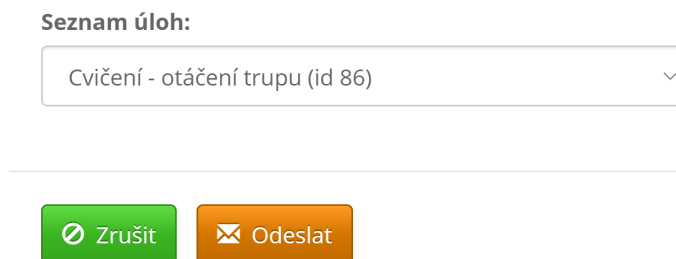 Seznam úloh:
Cvičení - otáčení trupu (id 86)
Zrušit Odeslat